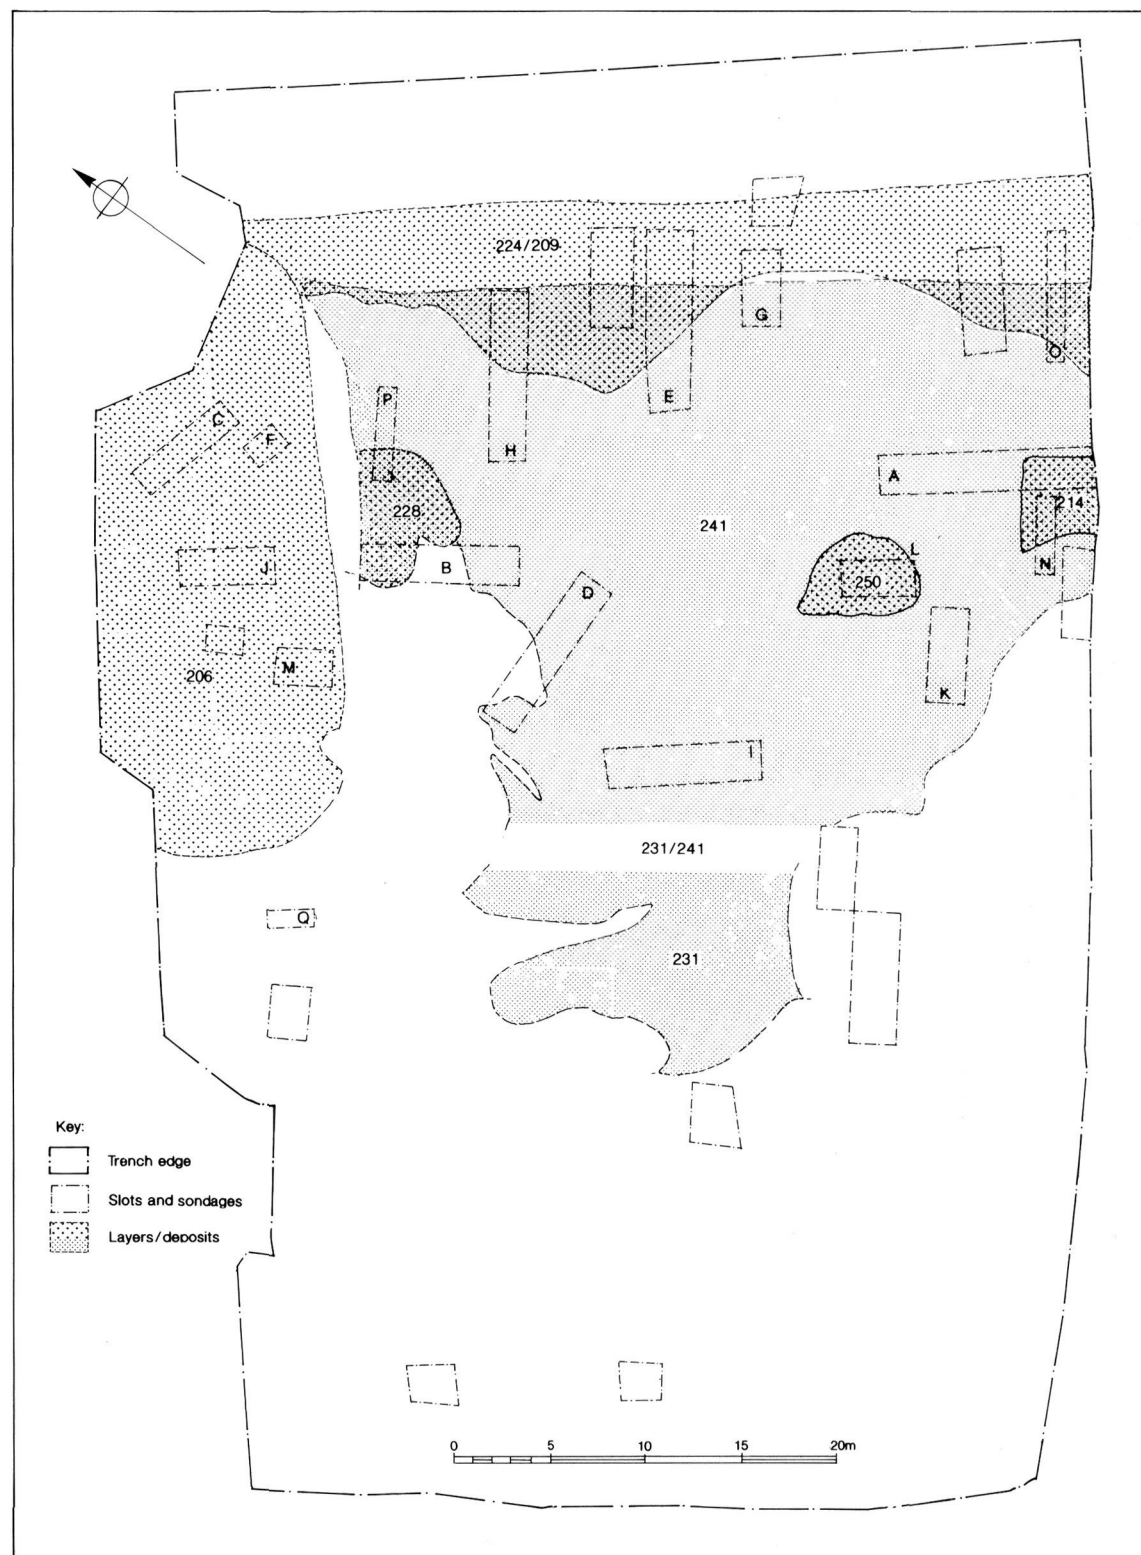 224/209
G
O
E
C
P
F
H
A
228
241
214
J
B
L
N
250
D
M
206
K
I
231/241
Q
231
Key:
Trench edge
Slots and sondages
Layers/deposits
0 5 10 15 20m